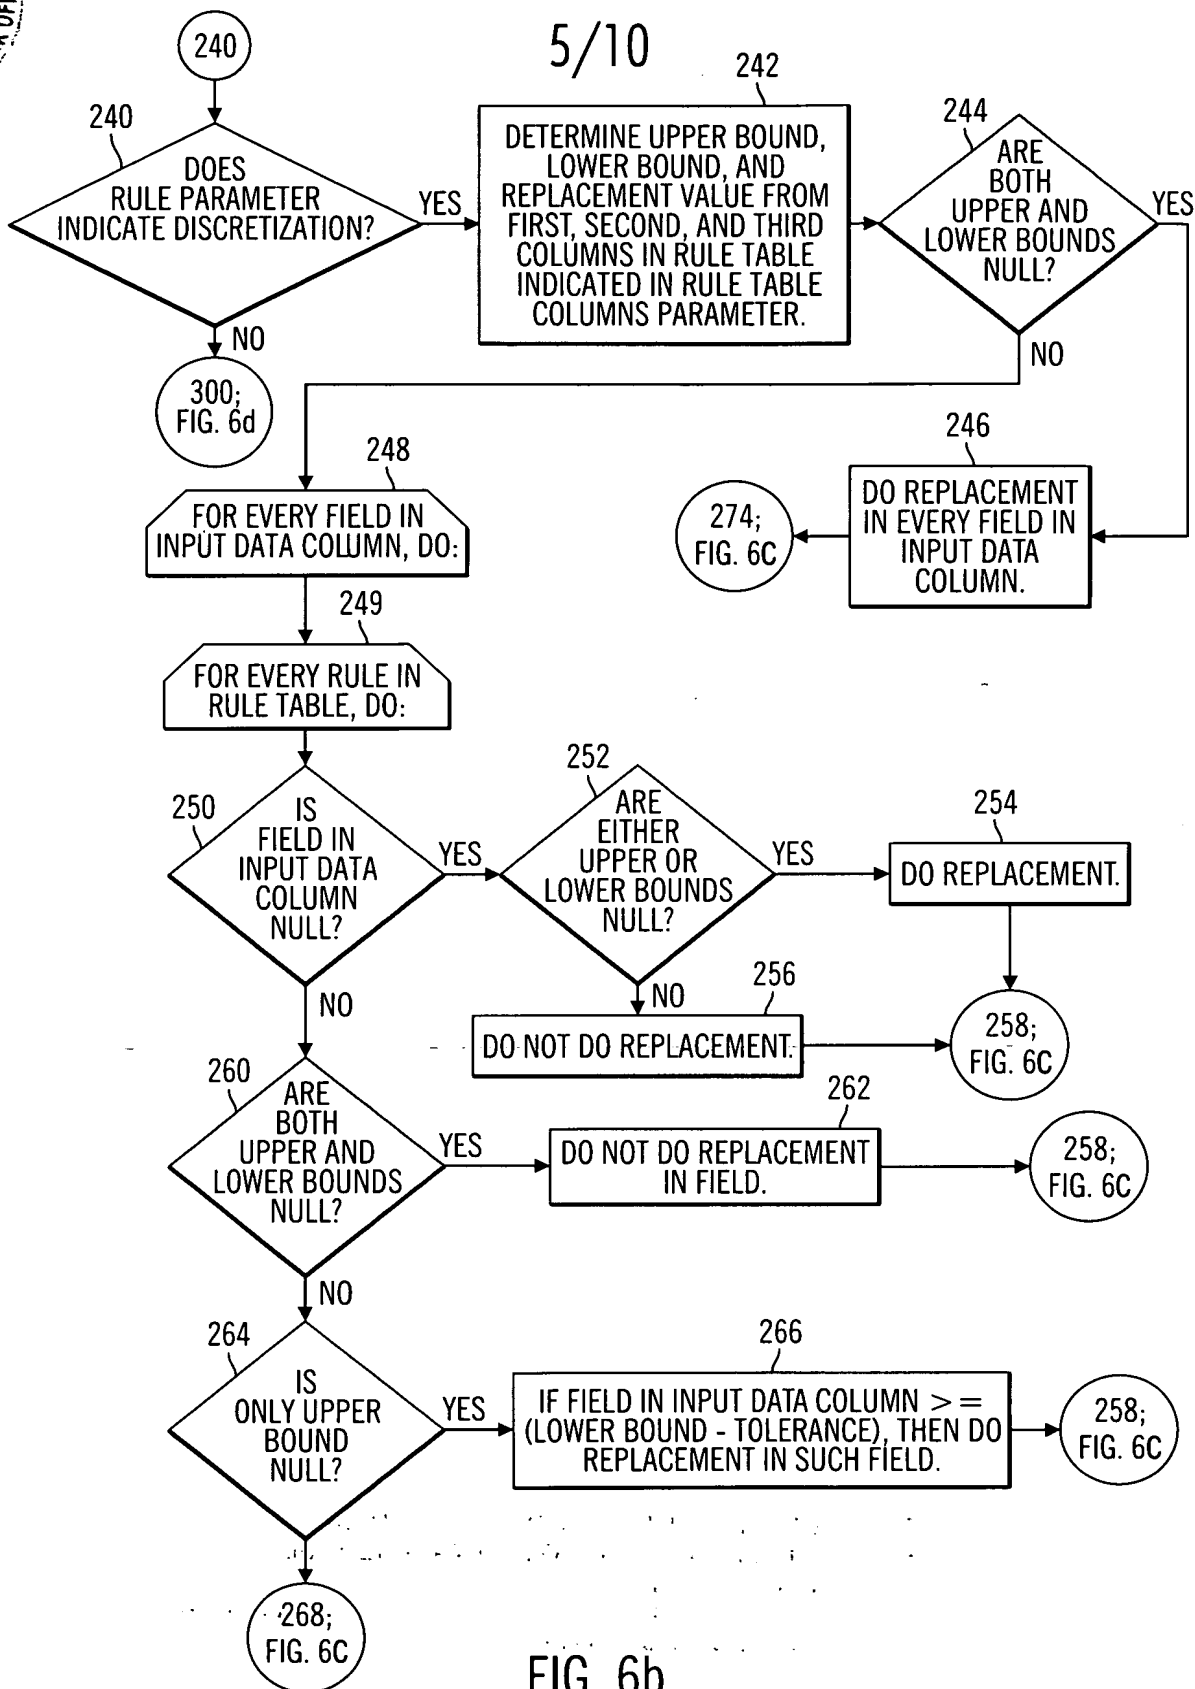 240
5/10
240
DOES
RULE PARAMETER
INDICATE DISCRETIZATION?
YES
NO
300;
FIG. 6d
242
DETERMINE UPPER BOUND,
LOWER BOUND, AND
REPLACEMENT VALUE FROM
FIRST, SECOND, AND THIRD
COLUMNS IN RULE TABLE
INDICATED IN RULE TABLE
COLUMNS PARAMETER.
244
ARE
BOTH
UPPER AND
LOWER BOUNDS
NULL?
YES
NO
246
DO REPLACEMENT
IN EVERY FIELD IN
INPUT DATA
COLUMN.
274;
FIG. 6C
248
FOR EVERY FIELD IN
INPUT DATA COLUMN, DO:
249
FOR EVERY RULE IN
RULE TABLE, DO:
250
IS
FIELD IN
INPUT DATA
COLUMN
NULL?
YES
NO
252
ARE
EITHER
UPPER OR
LOWER BOUNDS
NULL?
YES
NO
254
DO REPLACEMENT.
256
DO NOT DO REPLACEMENT.
258;
FIG. 6C
260
ARE
BOTH
UPPER AND
LOWER BOUNDS
NULL?
YES
NO
262
DO NOT DO REPLACEMENT
IN FIELD.
258;
FIG. 6C
264
IS
ONLY UPPER
BOUND
NULL?
YES
266
IF FIELD IN INPUT DATA COLUMN >=
(LOWER BOUND - TOLERANCE), THEN DO
REPLACEMENT IN SUCH FIELD.
258;
FIG. 6C
268;
FIG. 6C
FIG. 6b